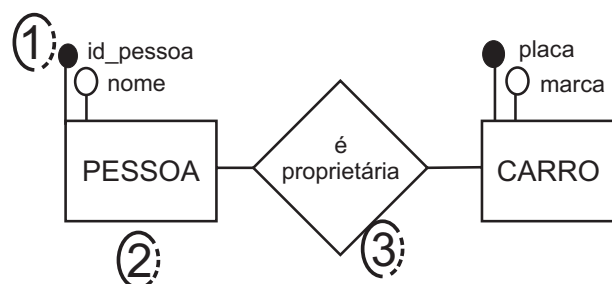 1
id_pessoa
nome
PESSOA
2
é
proprietária
3
placa
marca
CARRO